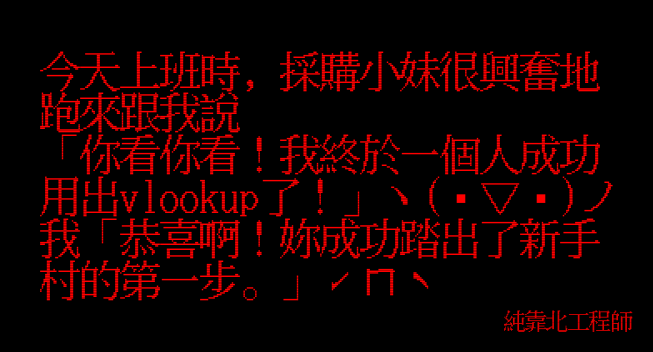 今天上班時，採購小妹很興奮地
跑來跟我說
「你看你看！我終於一個人成功
用出vlookup了！」ヽ(▪▽▪)ノ
我「恭喜啊！妳成功踏出了新手
村的第一步。」ˊㄇˋ
純靠北工程師